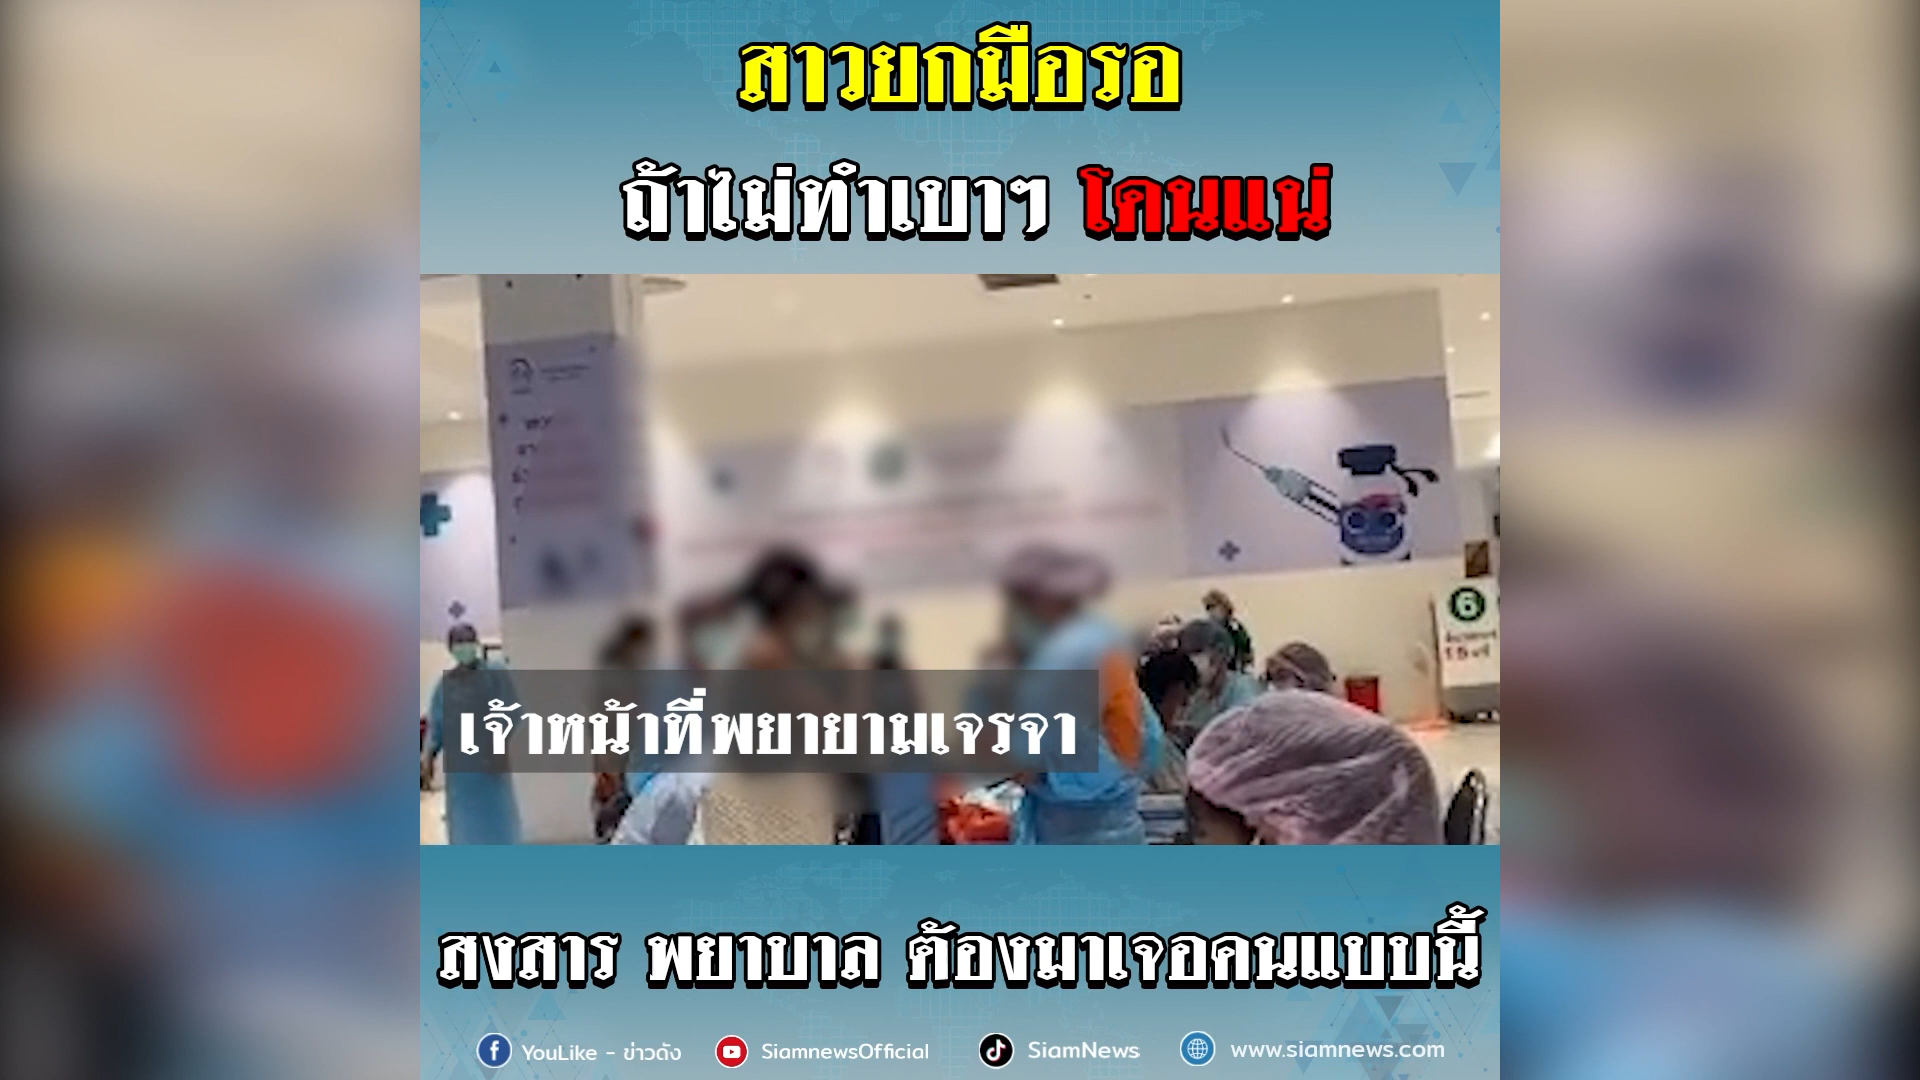 สาวยกมือรอ
ถ้าไม่ทำเบาๆ โดนแน่
6
เจ้าหน้าที่พยายามเจรจา
สงสาร พยาบาล ต้องมาเจอคนแบบนี้
YouLike - ข่าวดัง SiamnewsOfficial SiamNews www.siamnews.com